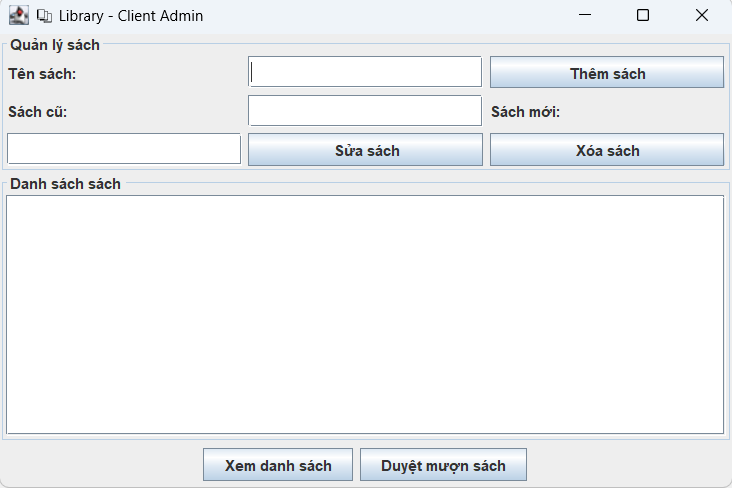 Library - Client Admin
Quản lý sách
Tên sách:
Thêm sách
Sách cũ:
Sách mới:
Sửa sách
Xóa sách
Danh sách sách
Xem danh sách
Duyệt mượn sách